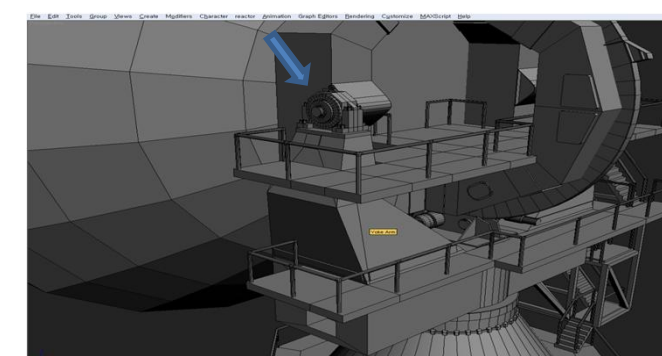 File Edit Tools Group Views Create Modifiers Character reactor Animation Graph Editors Rendering Customize MAXScript Help
Yoke Arm